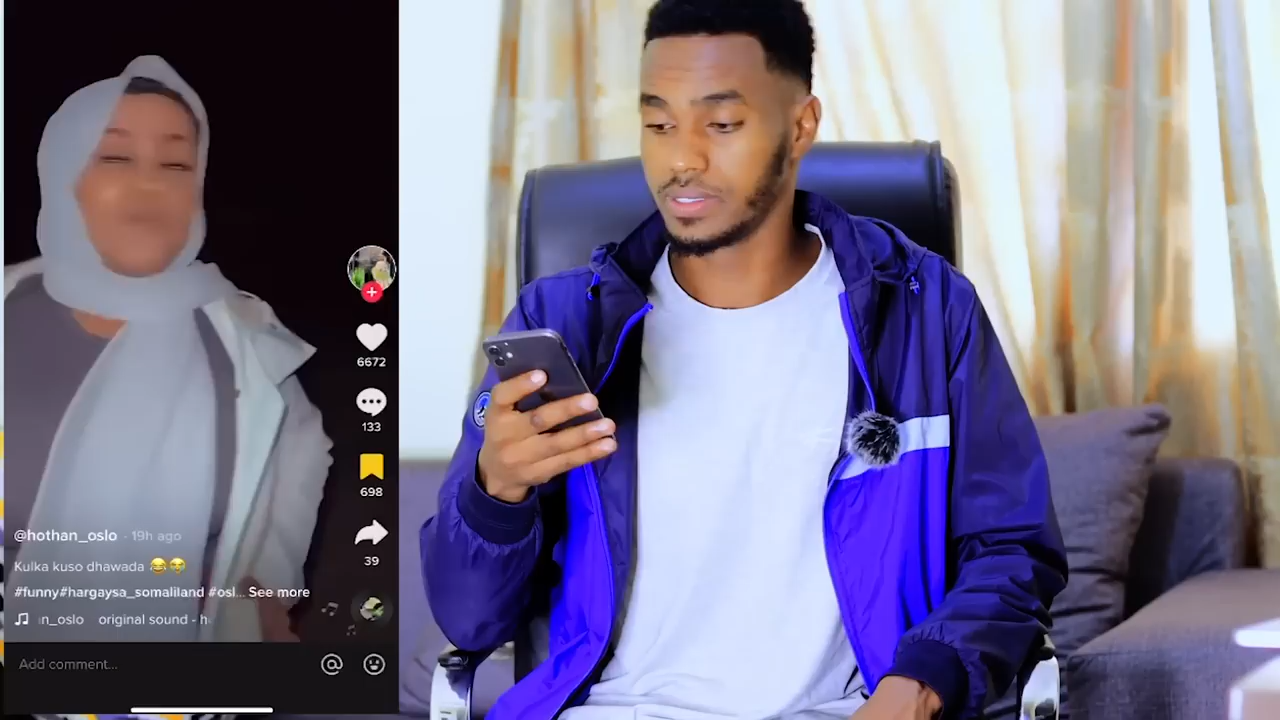 6672
133
698
39
@hothan_oslo · 19h ago
Kulka kuso dhawada 😂😭
#funny#hargaysa_somaliland #osl... See more
n_oslo original sound - h
Add comment...